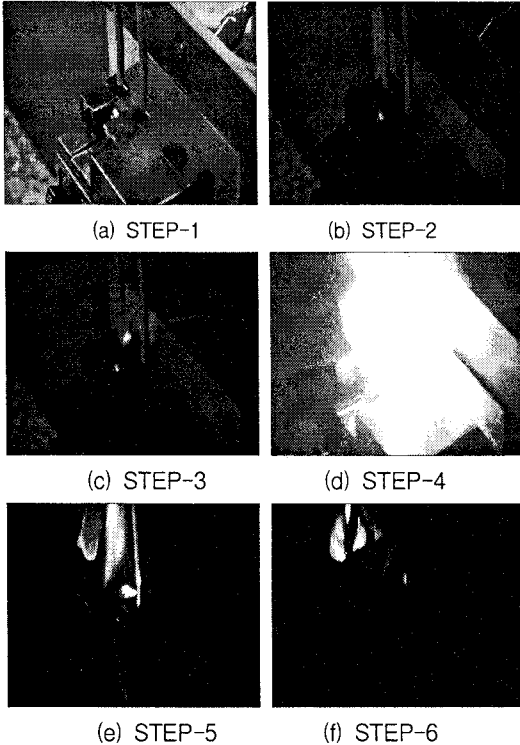 (a) STEP-1
(b) STEP-2
(c) STEP-3
(d) STEP-4
(e) STEP-5
(f) STEP-6